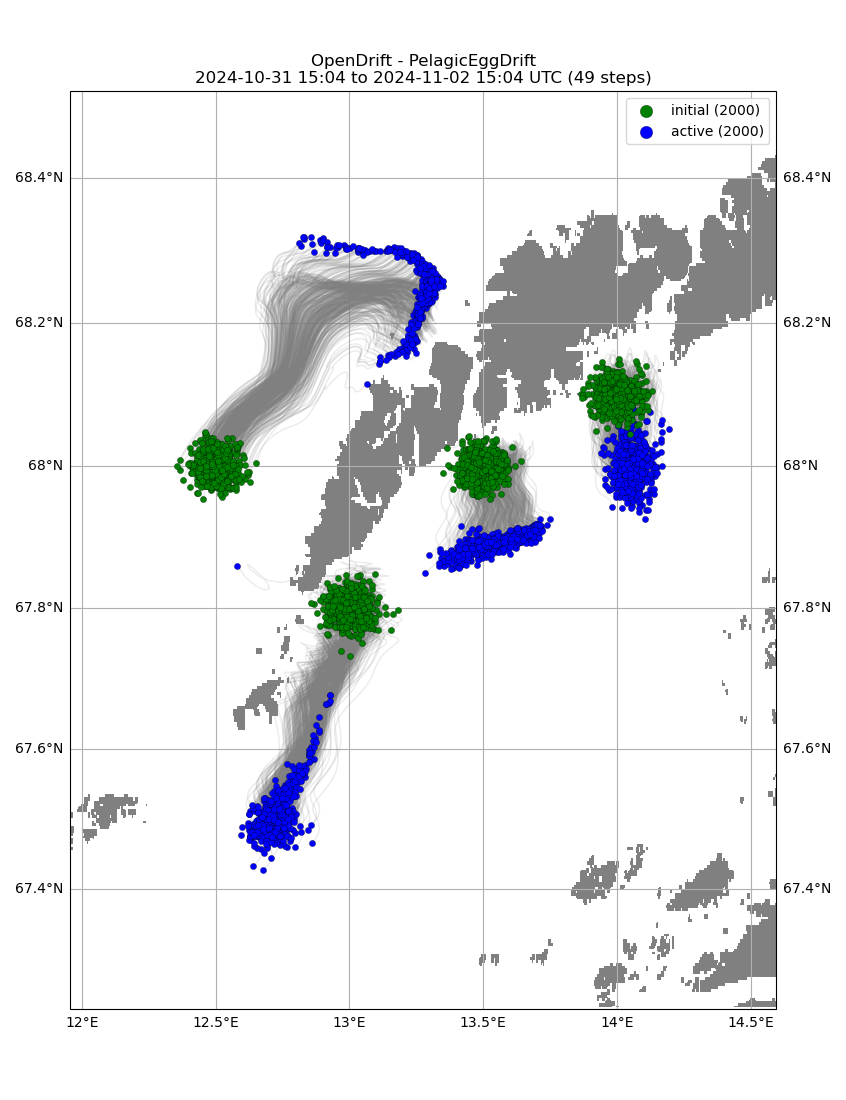 OpenDrift - PelagicEggDrift
2024-10-31 15:04 to 2024-11-02 15:04 UTC (49 steps)
initial (2000)
active (2000)
68.4°N
68.4°N
68.2°N
68.2°N
68°N
68°N
67.8°N
67.8°N
67.6°N
67.6°N
67.4°N
67.4°N
12°E
12.5°E
13°E
13.5°E
14°E
14.5°E